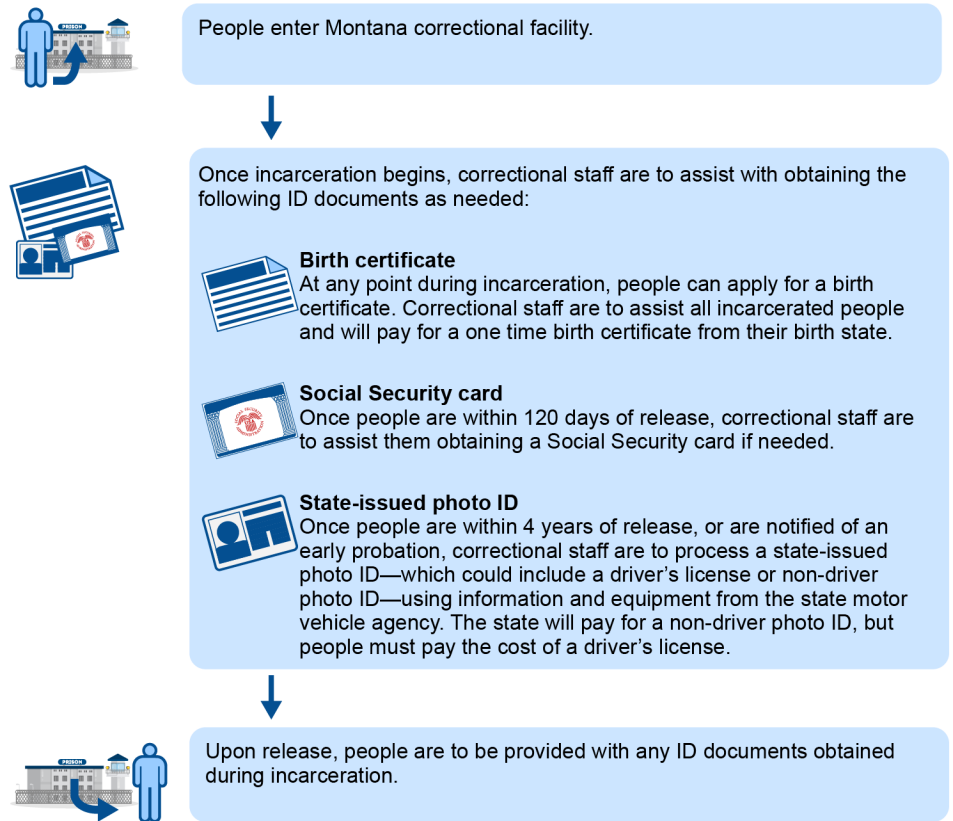 PRISON
People enter Montana correctional facility.
Once incarceration begins, correctional staff are to assist with obtaining the
following ID documents as needed:
Birth certificate
At any point during incarceration, people can apply for a birth
certificate. Correctional staff are to assist all incarcerated people
and will pay for a one time birth certificate from their birth state.
Social Security card
Once people are within 120 days of release, correctional staff are
to assist them obtaining a Social Security card if needed.
State-issued photo ID
Once people are within 4 years of release, or are notified of an
early probation, correctional staff are to process a state-issued
photo ID—which could include a driver’s license or non-driver
photo ID—using information and equipment from the state motor
vehicle agency. The state will pay for a non-driver photo ID, but
people must pay the cost of a driver’s license.
PRISON
Upon release, people are to be provided with any ID documents obtained
during incarceration.